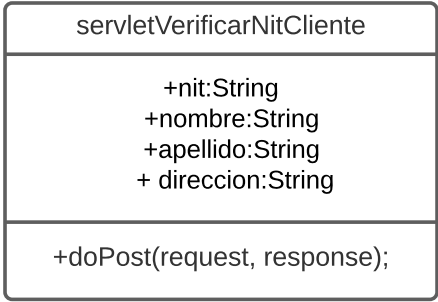 servletVerificarNitCliente
+nit:String
+nombre:String
+apellido:String
+ direccion:String
+doPost(request, response);